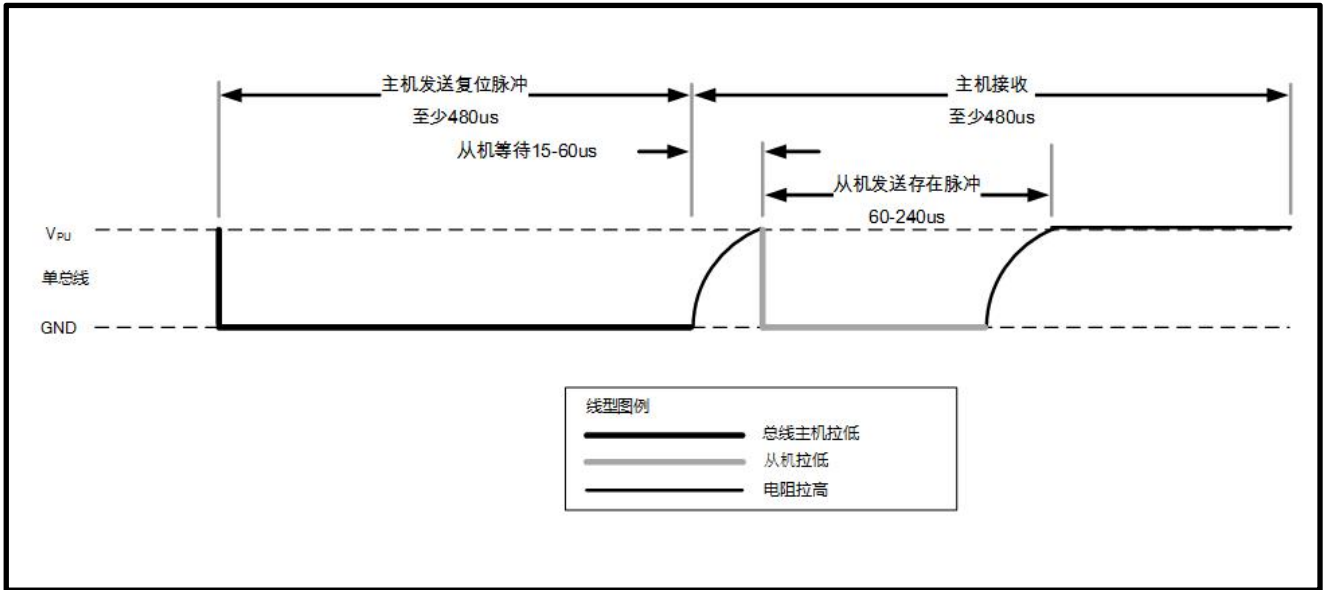 主机发送复位脉冲
至少480us
主机接收
至少480us
从机等待15-60us
从机发送存在脉冲
60-240us
VPU
单总线
GND
线型图例
总线主机拉低
从机拉低
电阻拉高